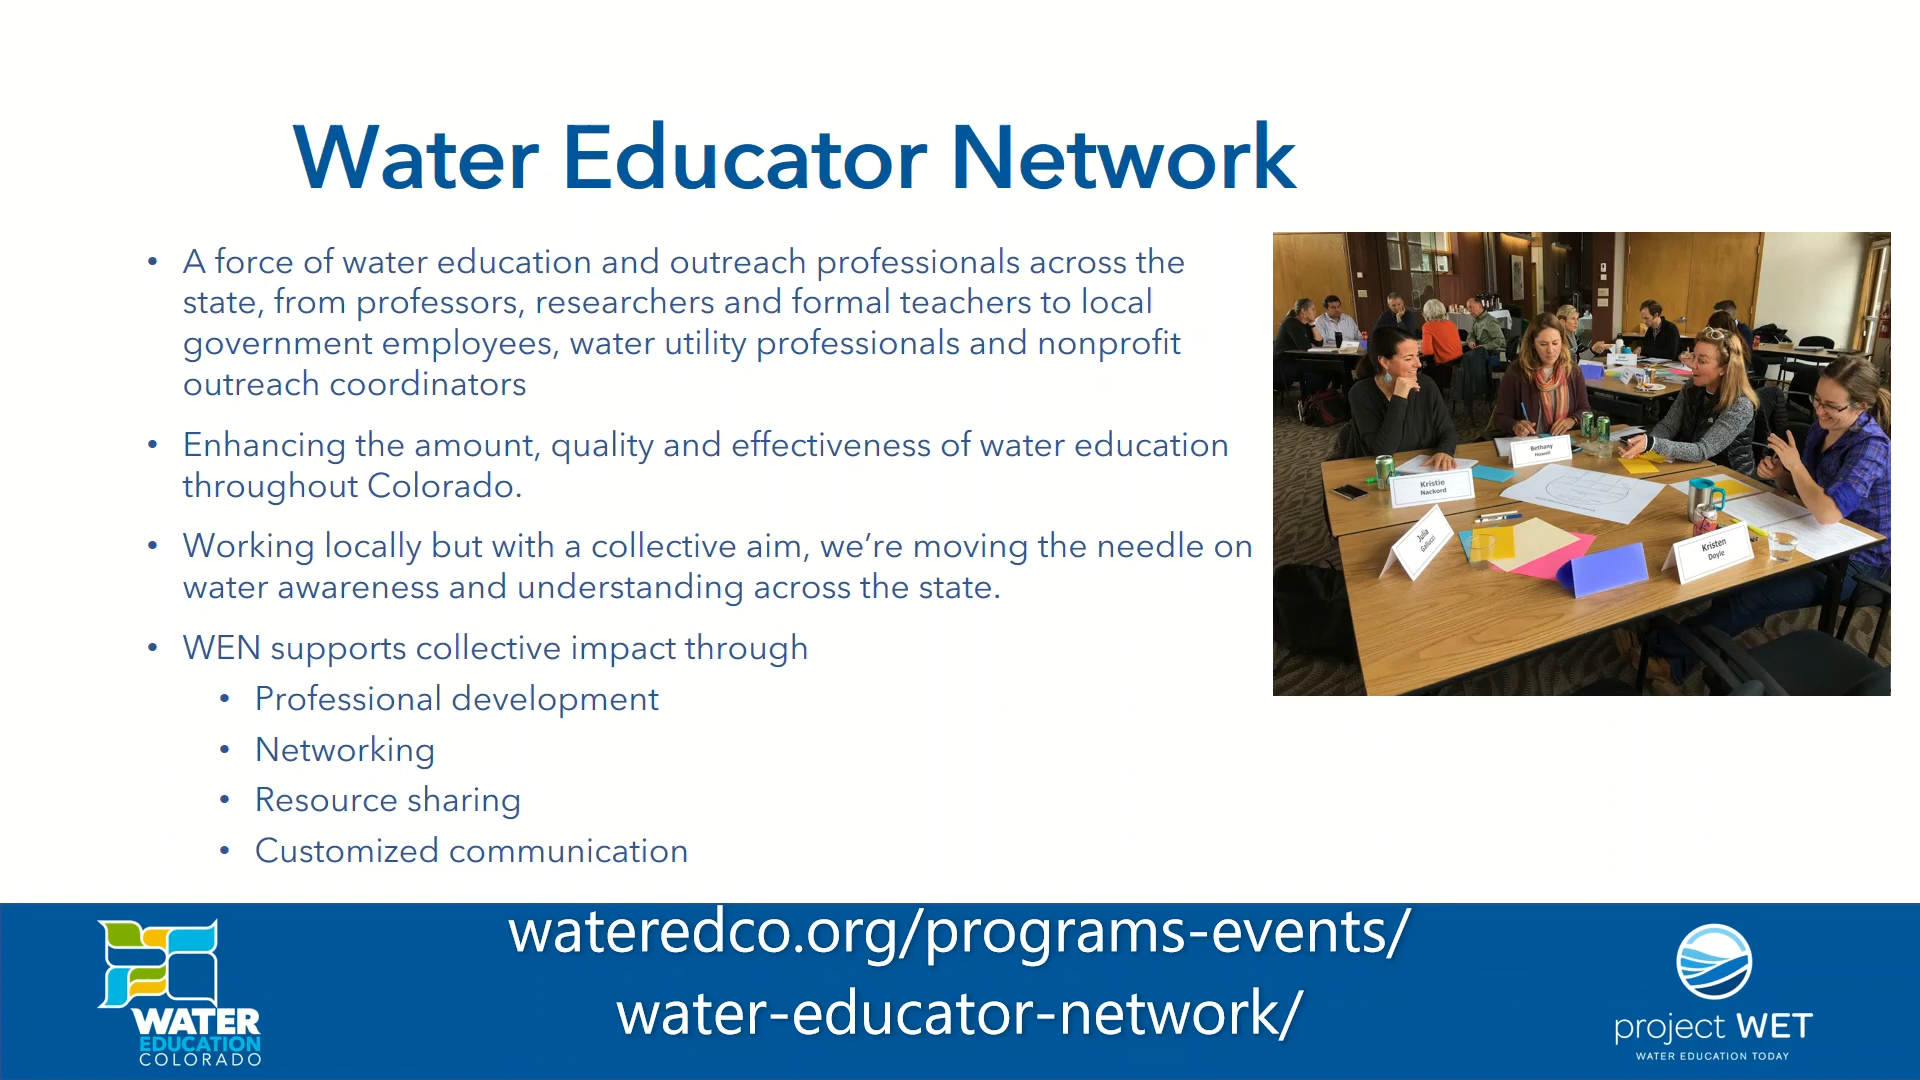 Water Educator Network
• A force of water education and outreach professionals across the
state, from professors, researchers and formal teachers to local
government employees, water utility professionals and nonprofit
outreach coordinators
• Enhancing the amount, quality and effectiveness of water education
throughout Colorado.
• Working locally but with a collective aim, we’re moving the needle on
water awareness and understanding across the state.
• WEN supports collective impact through
• Professional development
• Networking
• Resource sharing
• Customized communication
Bethany
Howell
Kristie
Nackord
Julia
Gallucci
Kristen
Doyle
wateredco.org/programs-events/
water-educator-network/
WATER
EDUCATION
COLORADO
project WET
WATER EDUCATION TODAY